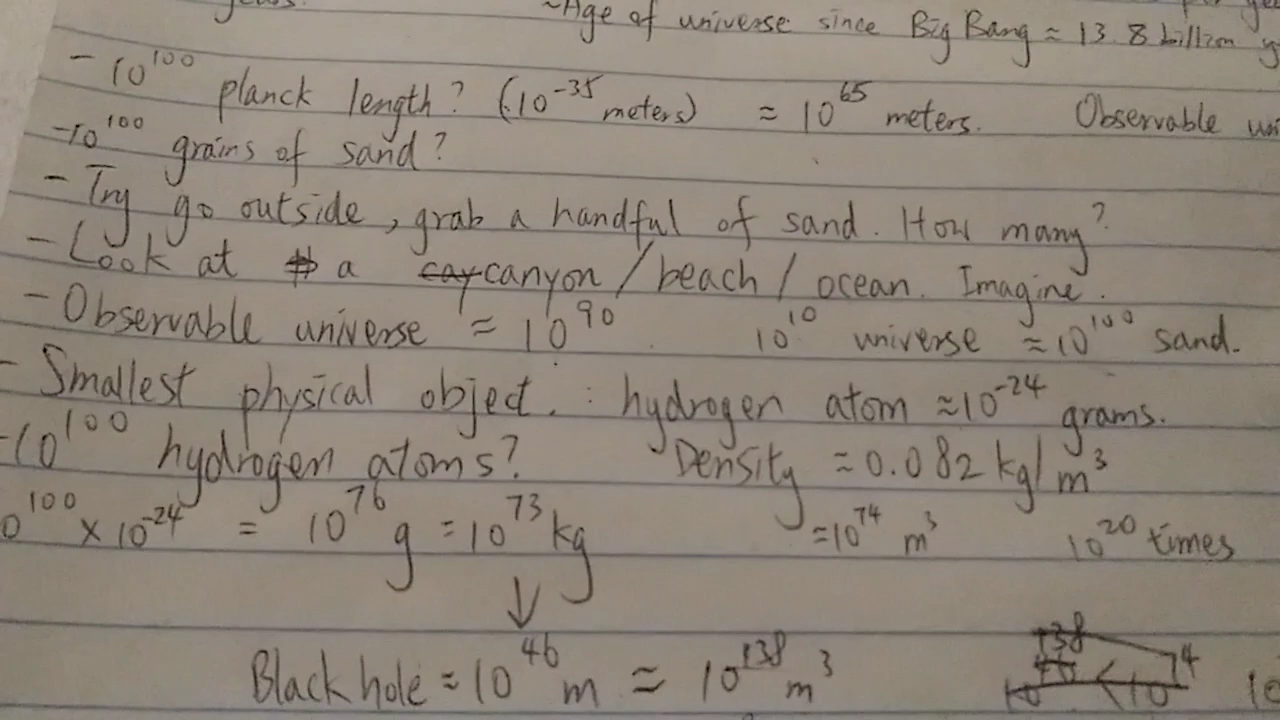 years.
~Age of universe since Big Bang ≈ 13.8 billion
- 10^100 planck length? (10^-35 meters) ≈ 10^65 meters. Observable
- 10^100 grains of sand?
- Try go outside, grab a handful of sand. How many?
- Look at a canyon / beach / ocean. Imagine.
- Observable universe ≈ 10^90 10^10 universe ≈ 10^100 sand.
- Smallest physical object. : hydrogen atom ≈ 10^-24 grams.
- 10^100 hydrogen atoms? Density ≈ 0.082 kg/m^3
0^100 × 10^-24 = 10^76 g = 10^73 kg ≈ 10^74 m^3 10^20 times
↓
Black hole ≈ 10^46 m ≈ 10^138 m^3